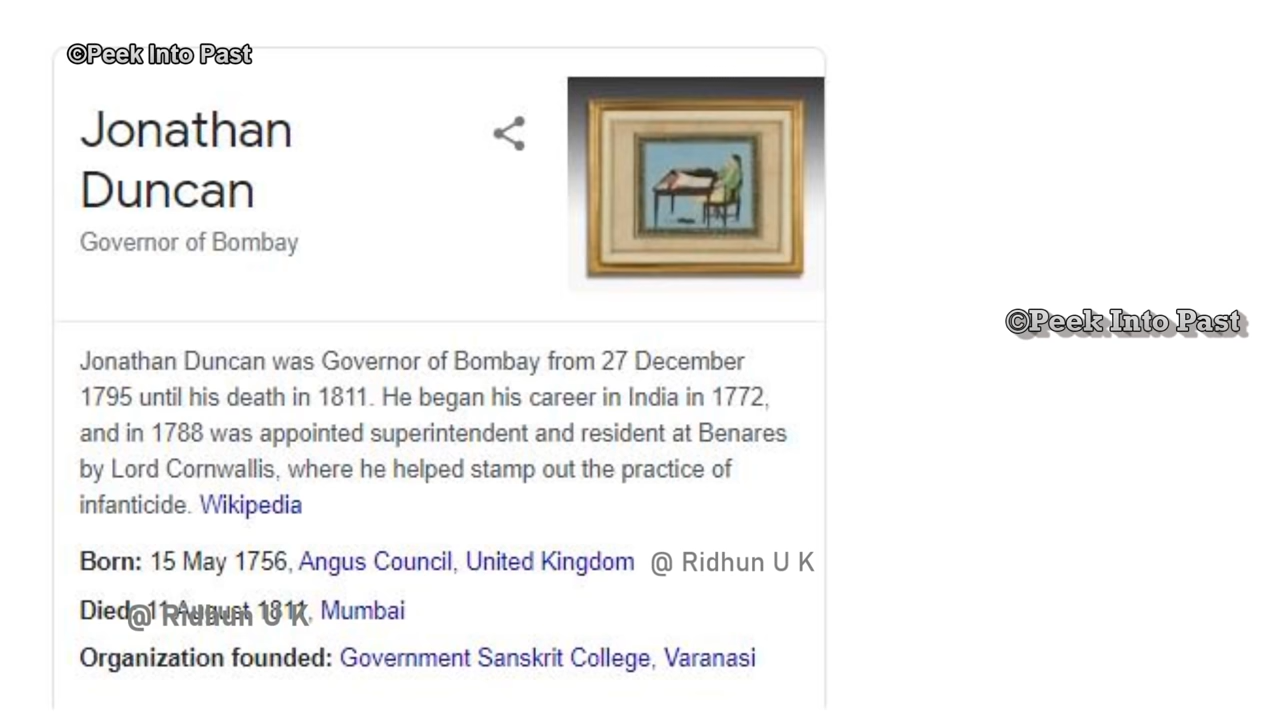 ©Peek Into Past
Jonathan
Duncan
Governor of Bombay
©Peek Into Past
Jonathan Duncan was Governor of Bombay from 27 December
1795 until his death in 1811. He began his career in India in 1772,
and in 1788 was appointed superintendent and resident at Benares
by Lord Cornwallis, where he helped stamp out the practice of
infanticide. Wikipedia
Born: 15 May 1756, Angus Council, United Kingdom @ Ridhun U K
Died: 11 August 1811, Mumbai
@ Ridhun U K
Organization founded: Government Sanskrit College, Varanasi